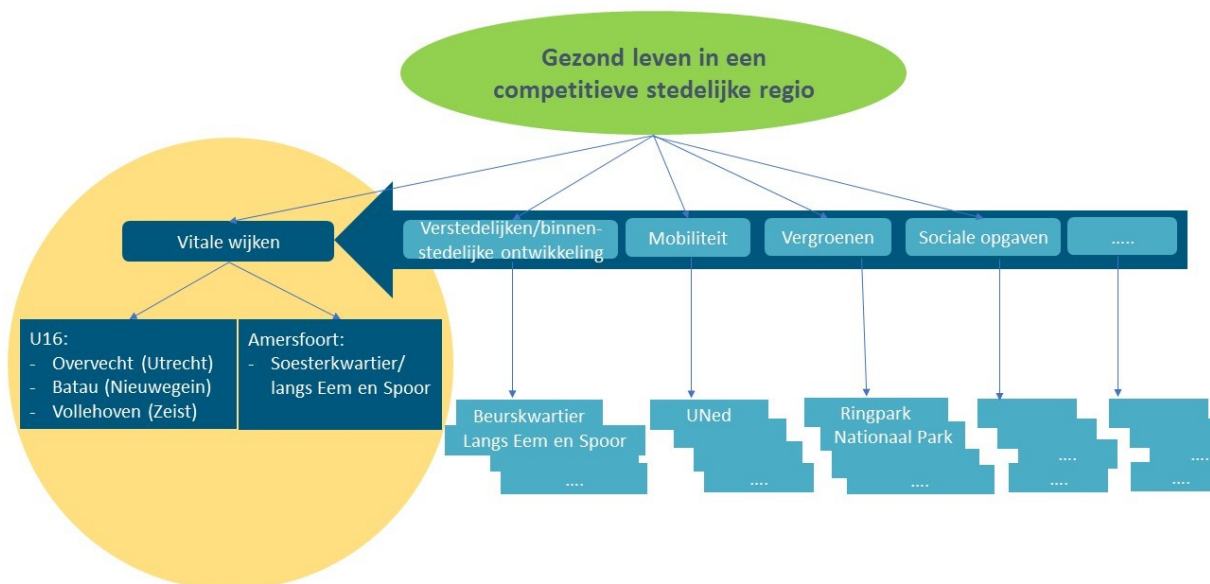 Gezond leven in een
competitieve stedelijke regio
Vitale wijken
Verstedelijken/binnen-
stedelijke ontwikkeling
Mobiliteit
Vergroenen
Sociale opgaven
.....
U16:
- Overvecht (Utrecht)
- Batau (Nieuwegein)
- Vollehoven (Zeist)
Amersfoort:
- Soesterkwartier/
langs Eem en Spoor
Beurskwartier
Langs Eem en Spoor
....
UNed
....
Ringpark
Nationaal Park
....
....
....
....
....